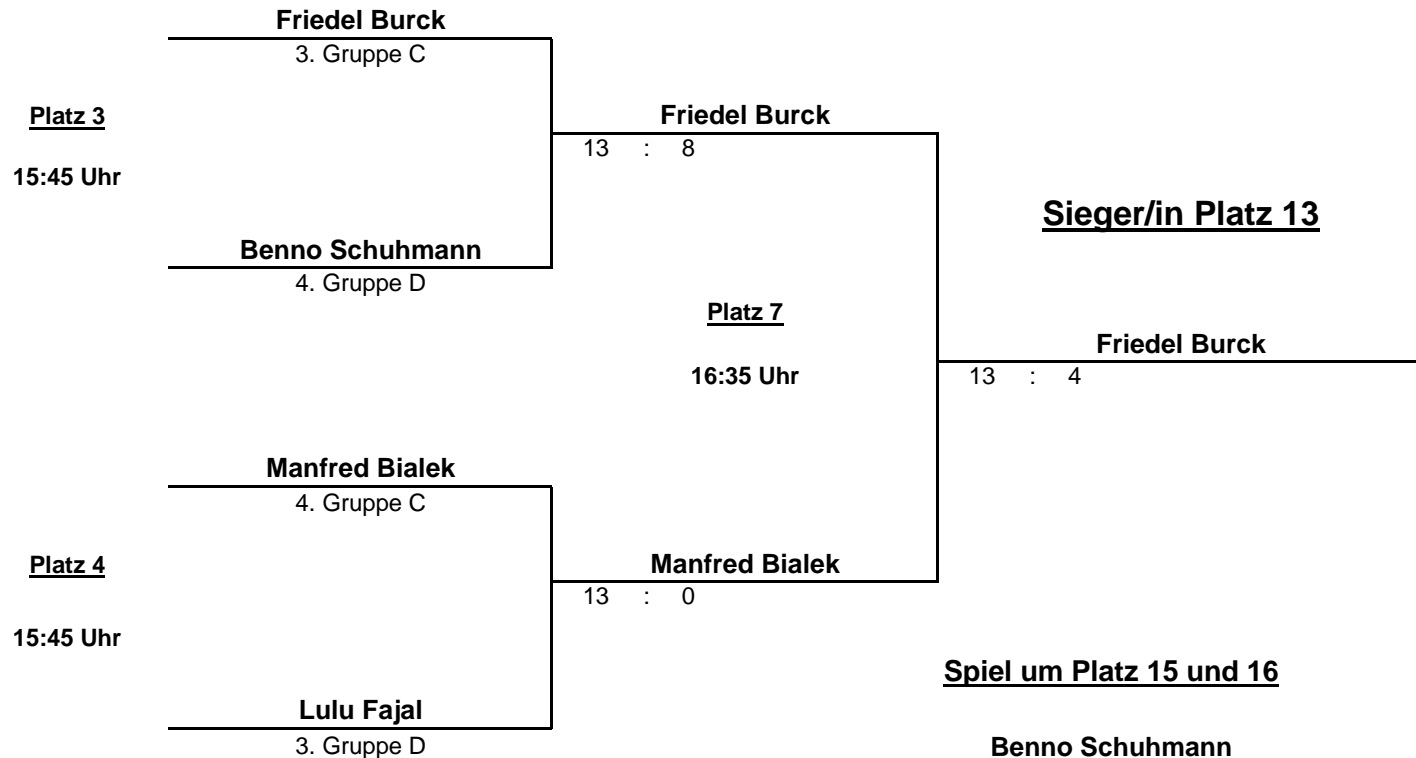 Friedel Burck
3. Gruppe C
Platz 3
Friedel Burck
13 : 8
15:45 Uhr
Sieger/in Platz 13
Benno Schuhmann
4. Gruppe D
Platz 7
Friedel Burck
16:35 Uhr
13 : 4
Manfred Bialek
4. Gruppe C
Platz 4
Manfred Bialek
13 : 0
15:45 Uhr
Spiel um Platz 15 und 16
Lulu Fajal
3. Gruppe D
Benno Schuhmann